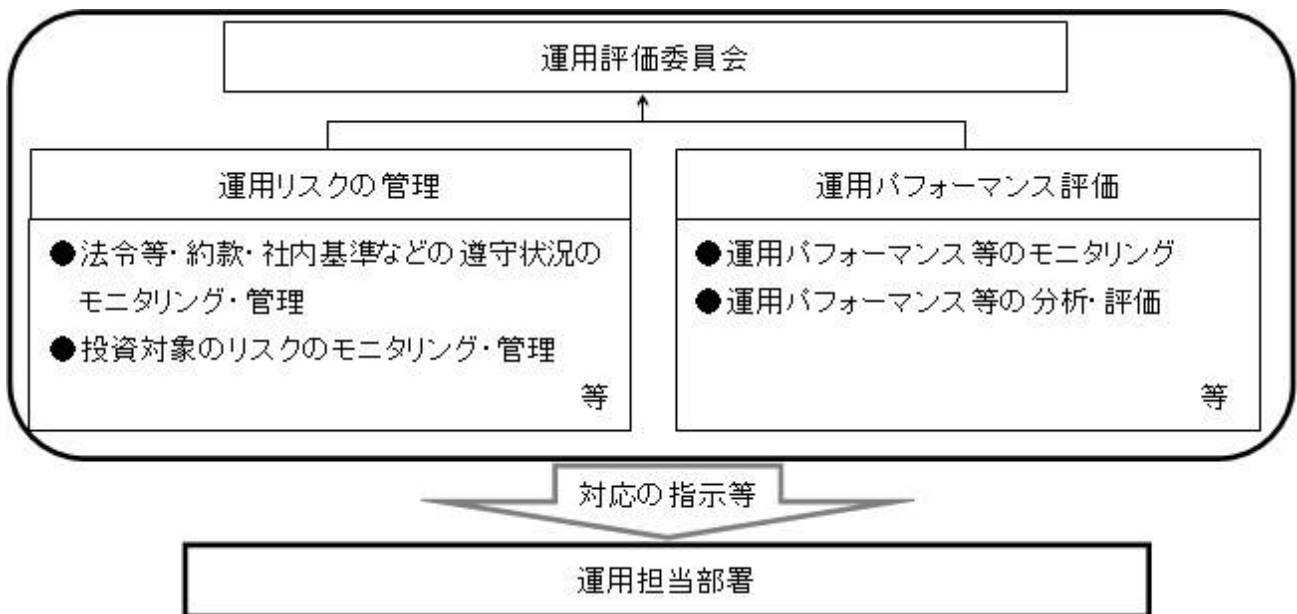 運用評価委員会
運用リスクの管理
●法令等・約款・社内基準などの遵守状況の
モニタリング・管理
●投資対象のリスクのモニタリング・管理
等
運用パフォーマンス評価
●運用パフォーマンス等のモニタリング
●運用パフォーマンス等の分析・評価
等
対応の指示等
運用担当部署